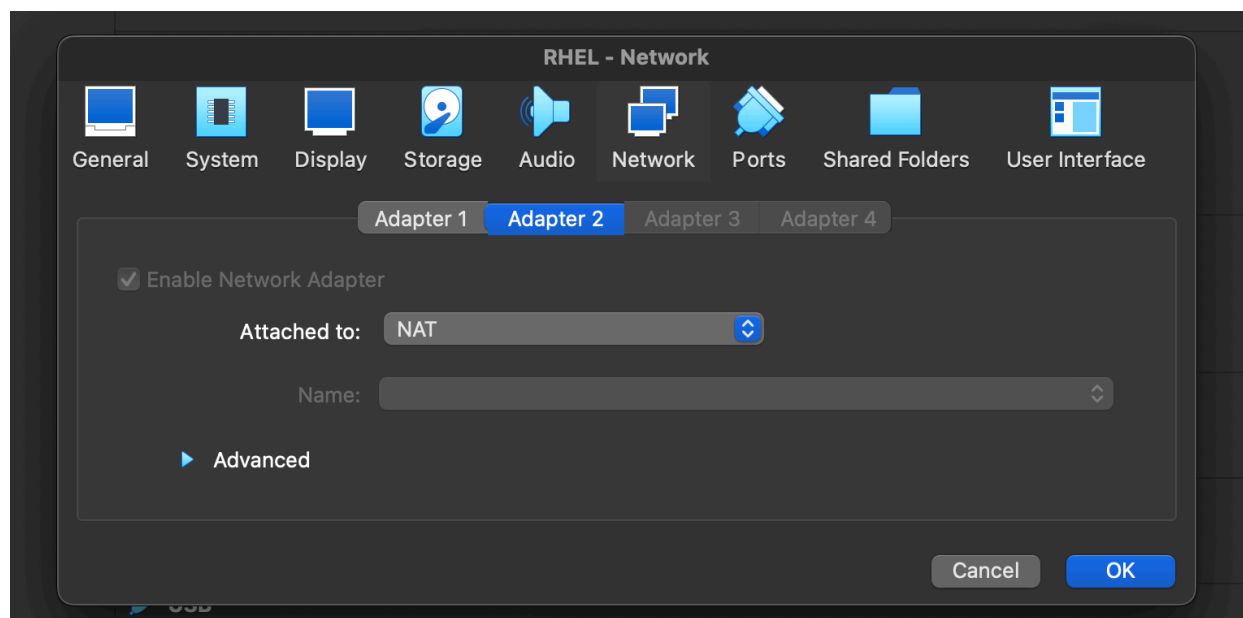 RHEL - Network
General System Display Storage Audio Network Ports Shared Folders User Interface
Adapter 1 Adapter 2 Adapter 3 Adapter 4
Enable Network Adapter
Attached to: NAT
Name:
Advanced
Cancel OK
USB